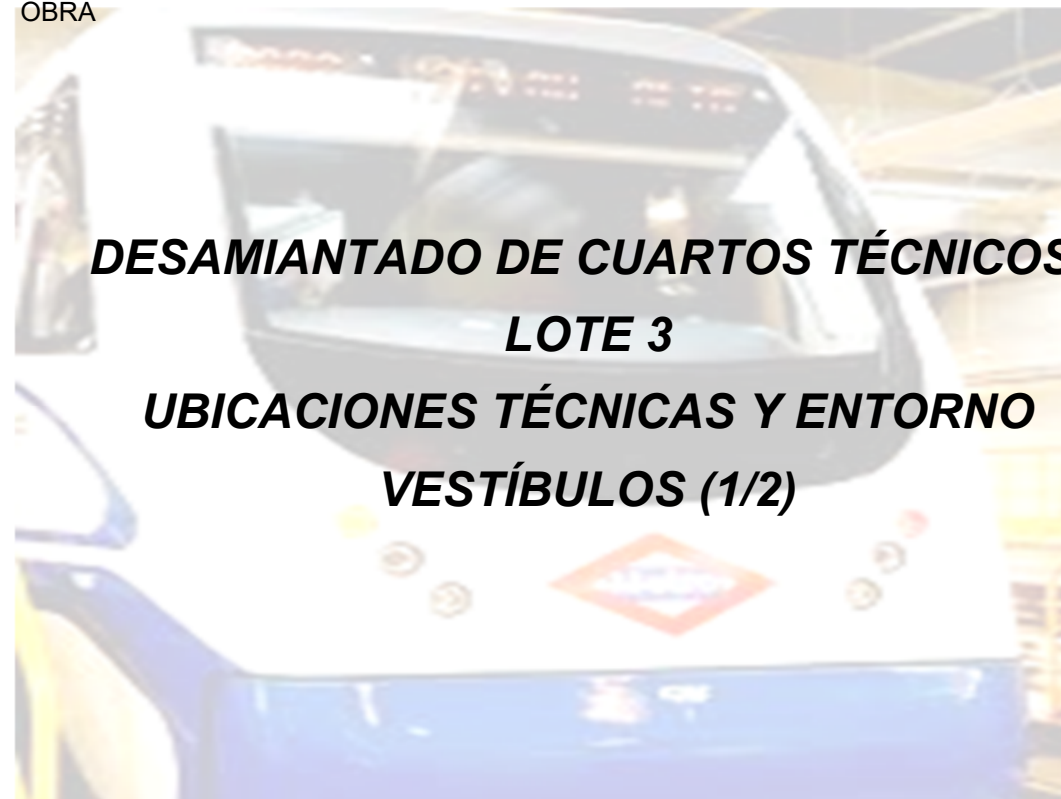 OBRA
DESAMIANTADO DE CUARTOS TÉCNICOS
LOTE 3
UBICACIONES TÉCNICAS Y ENTORNO
VESTÍBULOS (1/2)